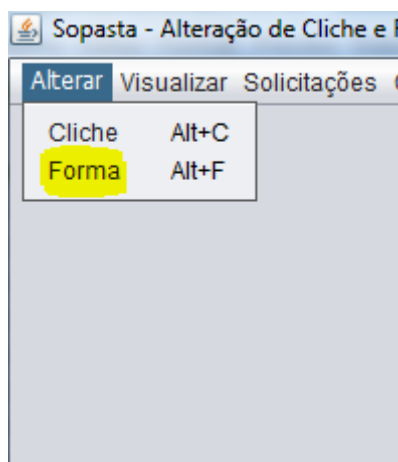 Sopasta - Alteração de Cliche e
Alterar Visualizar Solicitações
Cliche Alt+C
Forma Alt+F